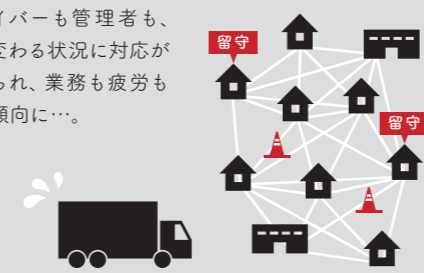 イバーも管理者も、
変わる状況に対応が
られ、業務も疲労も
傾向に…。
留守
留守